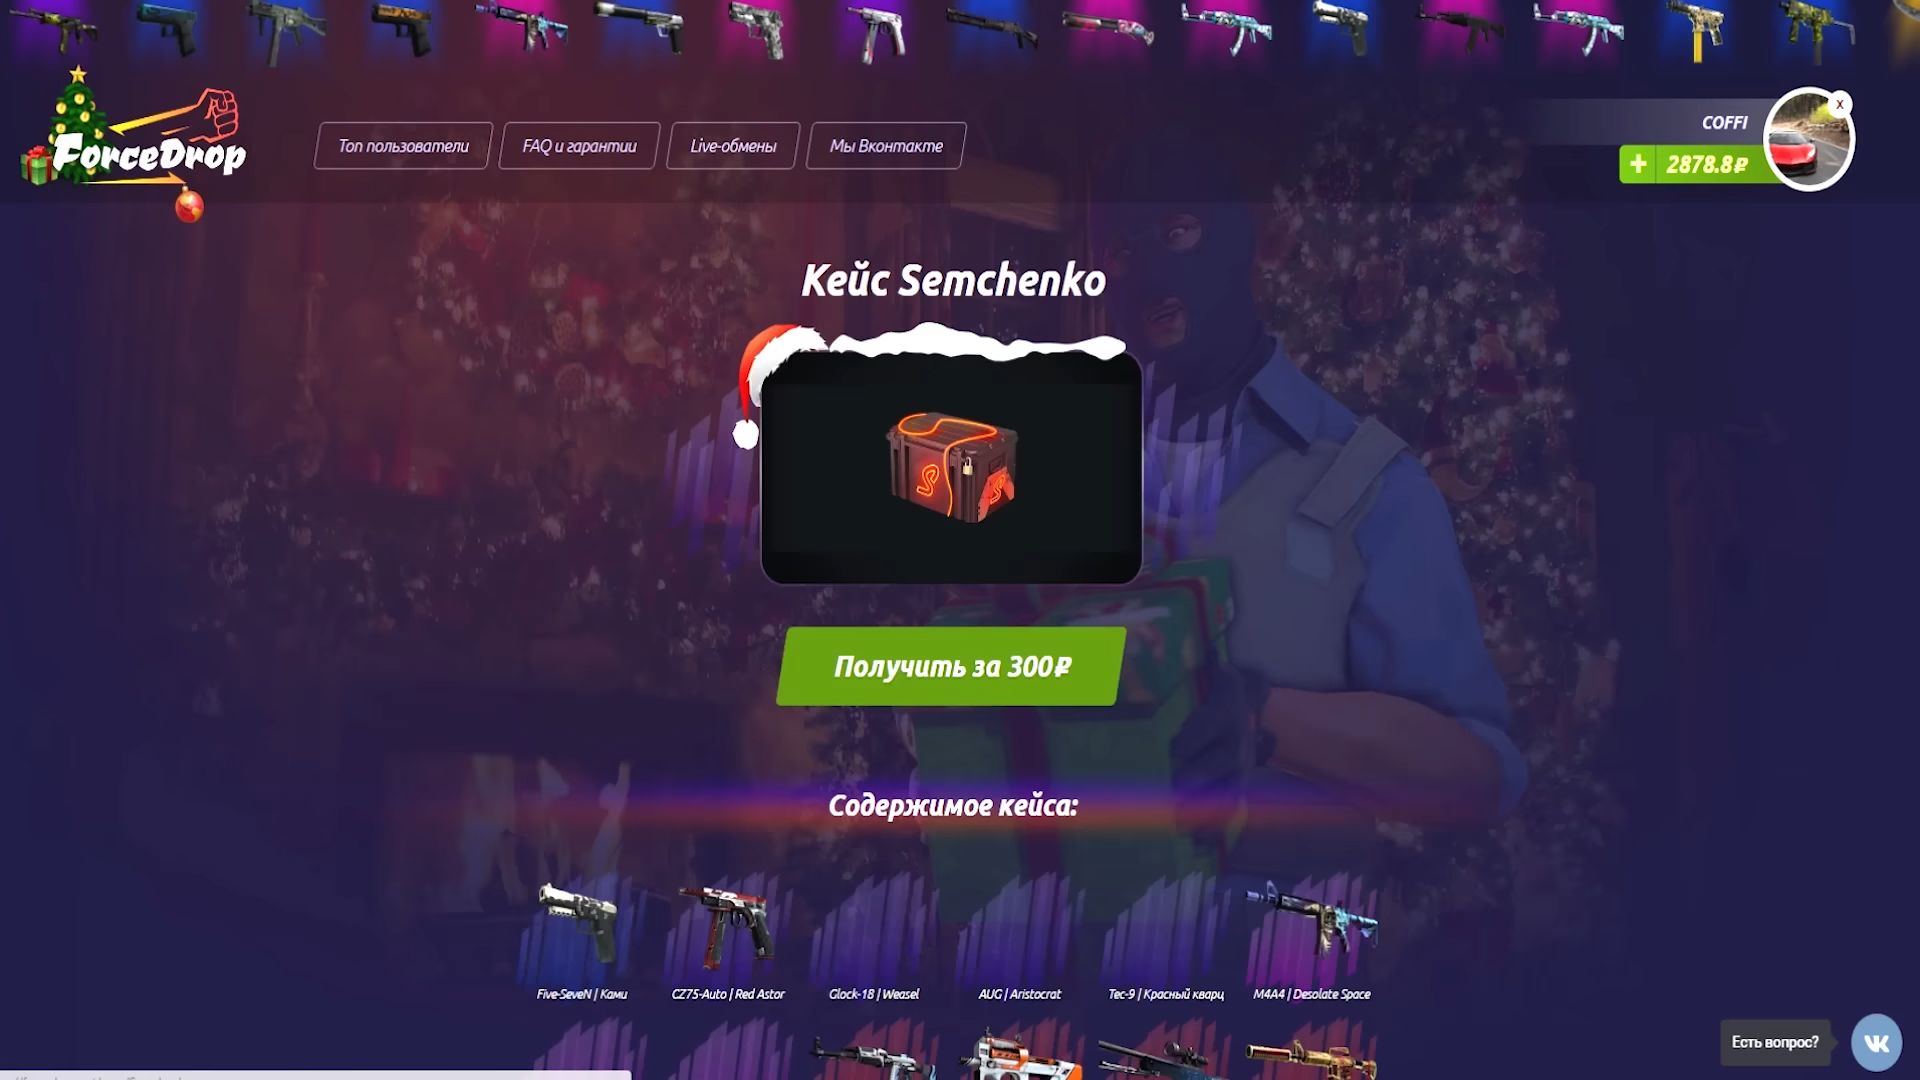 ForceDrop
Топ пользователи
FAQ и гарантии
Live-обмены
Мы Вконтакте
COFFI
X
+ 2878.8₽
Кейс Semchenko
Получить за 300₽
Содержимое кейса:
Five-SeveN | Ками
CZ75-Auto | Red Astor
Glock-18 | Weasel
AUG | Aristocrat
Tec-9 | Красный кварц
M4A4 | Desolate Space
Есть вопрос?